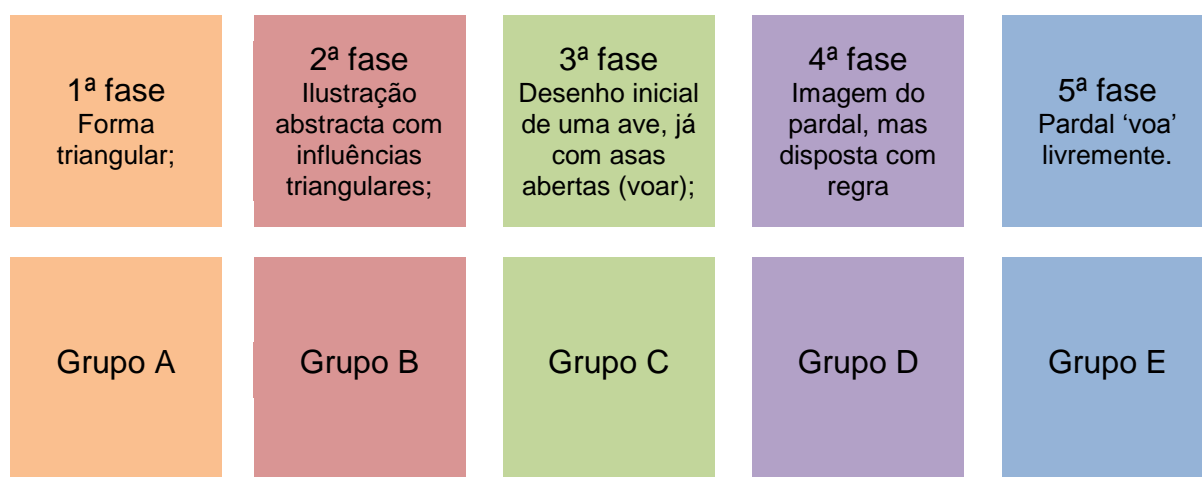 1ª fase
Forma
triangular;
2ª fase
Ilustração
abstracta com
influências
triangulares;
3ª fase
Desenho inicial
de uma ave, já
com asas
abertas (voar);
4ª fase
Imagem do
pardal, mas
disposta com
regra
5ª fase
Pardal ‘voa’
livremente.
Grupo A
Grupo B
Grupo C
Grupo D
Grupo E